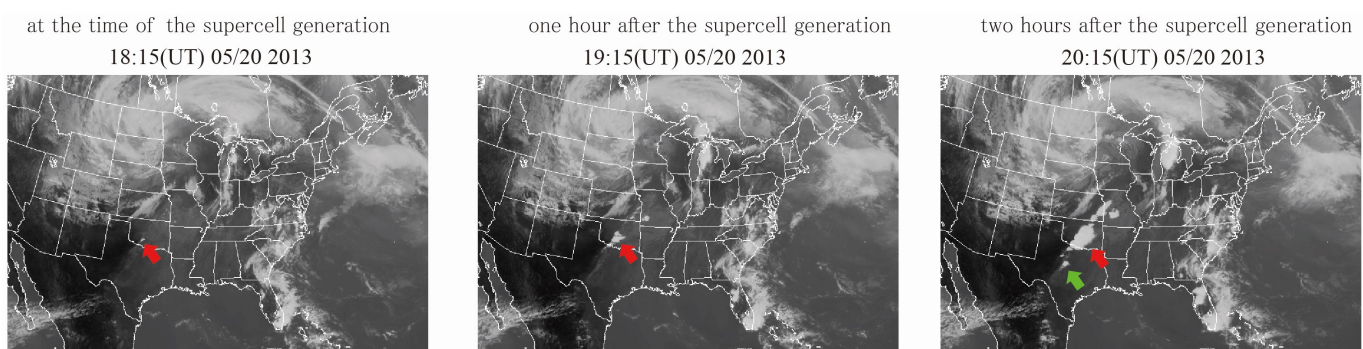 at the time of the supercell generation
18:15(UT) 05/20 2013
one hour after the supercell generation
19:15(UT) 05/20 2013
two hours after the supercell generation
20:15(UT) 05/20 2013